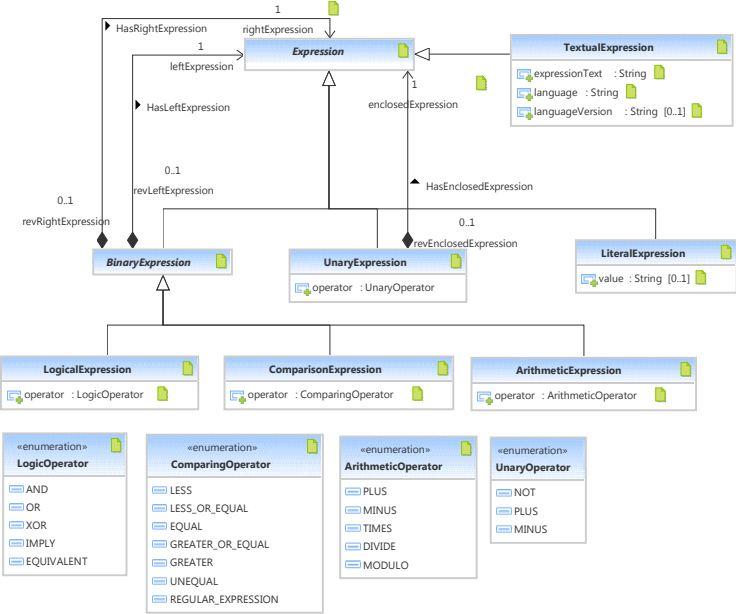 1
HasRightExpression
rightExpression
1
leftExpression
Expression
TextualExpression
expressionText : String
language : String
languageVersion : String [0..1]
1
enclosedExpression
HasLeftExpression
0..1
revLeftExpression
HasEnclosedExpression
0..1
revRightExpression
0..1
revEnclosedExpression
BinaryExpression
UnaryExpression
operator : UnaryOperator
LiteralExpression
value : String [0..1]
LogicalExpression
operator : LogicOperator
ComparisonExpression
operator : ComparingOperator
ArithmeticExpression
operator : ArithmeticOperator
«enumeration»
LogicOperator
AND
OR
XOR
IMPLY
EQUIVALENT
«enumeration»
ComparingOperator
LESS
LESS_OR_EQUAL
EQUAL
GREATER_OR_EQUAL
GREATER
UNEQUAL
REGULAR_EXPRESSION
«enumeration»
ArithmeticOperator
PLUS
MINUS
TIMES
DIVIDE
MODULO
«enumeration»
UnaryOperator
NOT
PLUS
MINUS